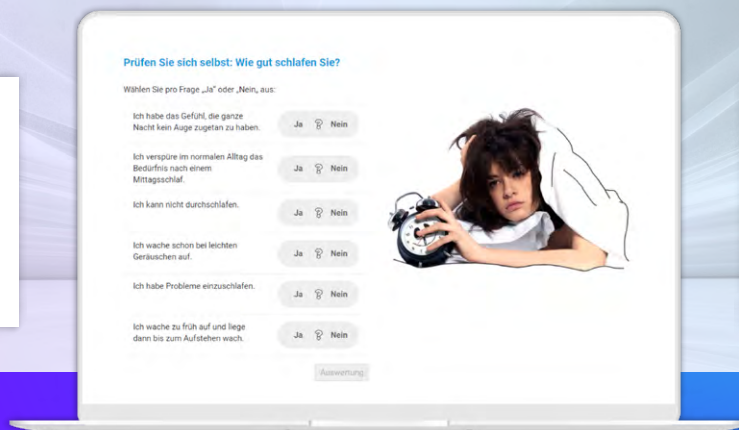 Prüfen Sie sich selbst: Wie gut schlafen Sie?
Wählen Sie pro Frage „Ja" oder „Nein„ aus:
Ich habe das Gefühl, die ganze
Nacht kein Auge zugetan zu haben.
Ja Nein
Ich verspüre im normalen Alltag das
Bedürfnis nach einem
Mittagsschlaf.
Ja Nein
Ich kann nicht durchschlafen.
Ja Nein
Ich wache schon bei leichten
Geräuschen auf.
Ja Nein
Ich habe Probleme einzuschlafen.
Ja Nein
Ich wache zu früh auf und liege
dann bis zum Aufstehen wach.
Ja Nein
Auswertung